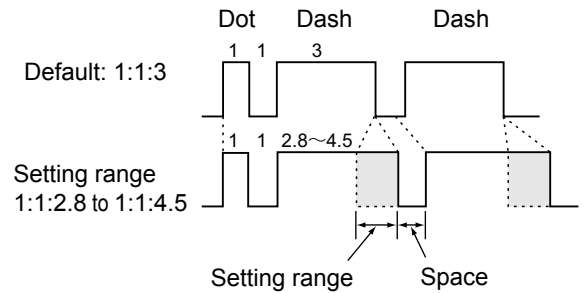 Dot Dash Dash
1 1 3
Default: 1:1:3
1 1 2.8～4.5
Setting range
1:1:2.8 to 1:1:4.5
Setting range Space